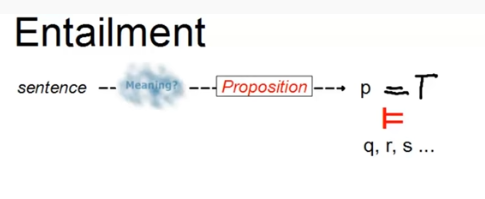 Entailment
sentence -- Meaning? --- Proposition --→ p = T
⊨
q, r, s ...